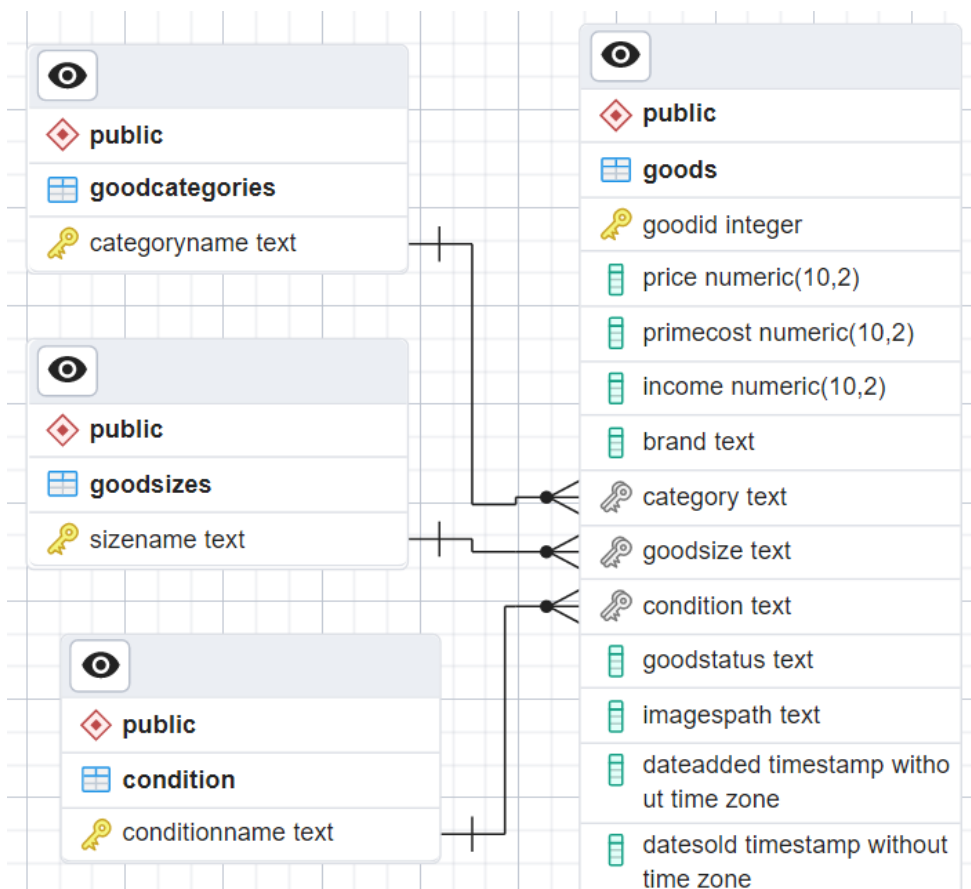 public
goodcategories
categoryname text
public
goodsizes
sizename text
public
condition
conditionname text
public
goods
goodid integer
price numeric(10,2)
primecost numeric(10,2)
income numeric(10,2)
brand text
category text
goodsize text
condition text
goodstatus text
imagespath text
dateadded timestamp witho
ut time zone
datesold timestamp without
time zone